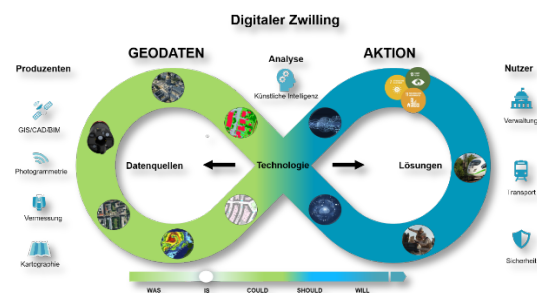 Digitaler Zwilling
GEODATEN
Analyse
AKTION
Produzenten
Künstliche Intelligenz
Nutzer
GIS/CAD/BIM
Verwaltung
Datenquellen
Technologie
Lösungen
Photogrammetrie
Transport
Vermessung
Kartographie
Sicherheit
WAS
IS
COULD
SHOULD
WILL